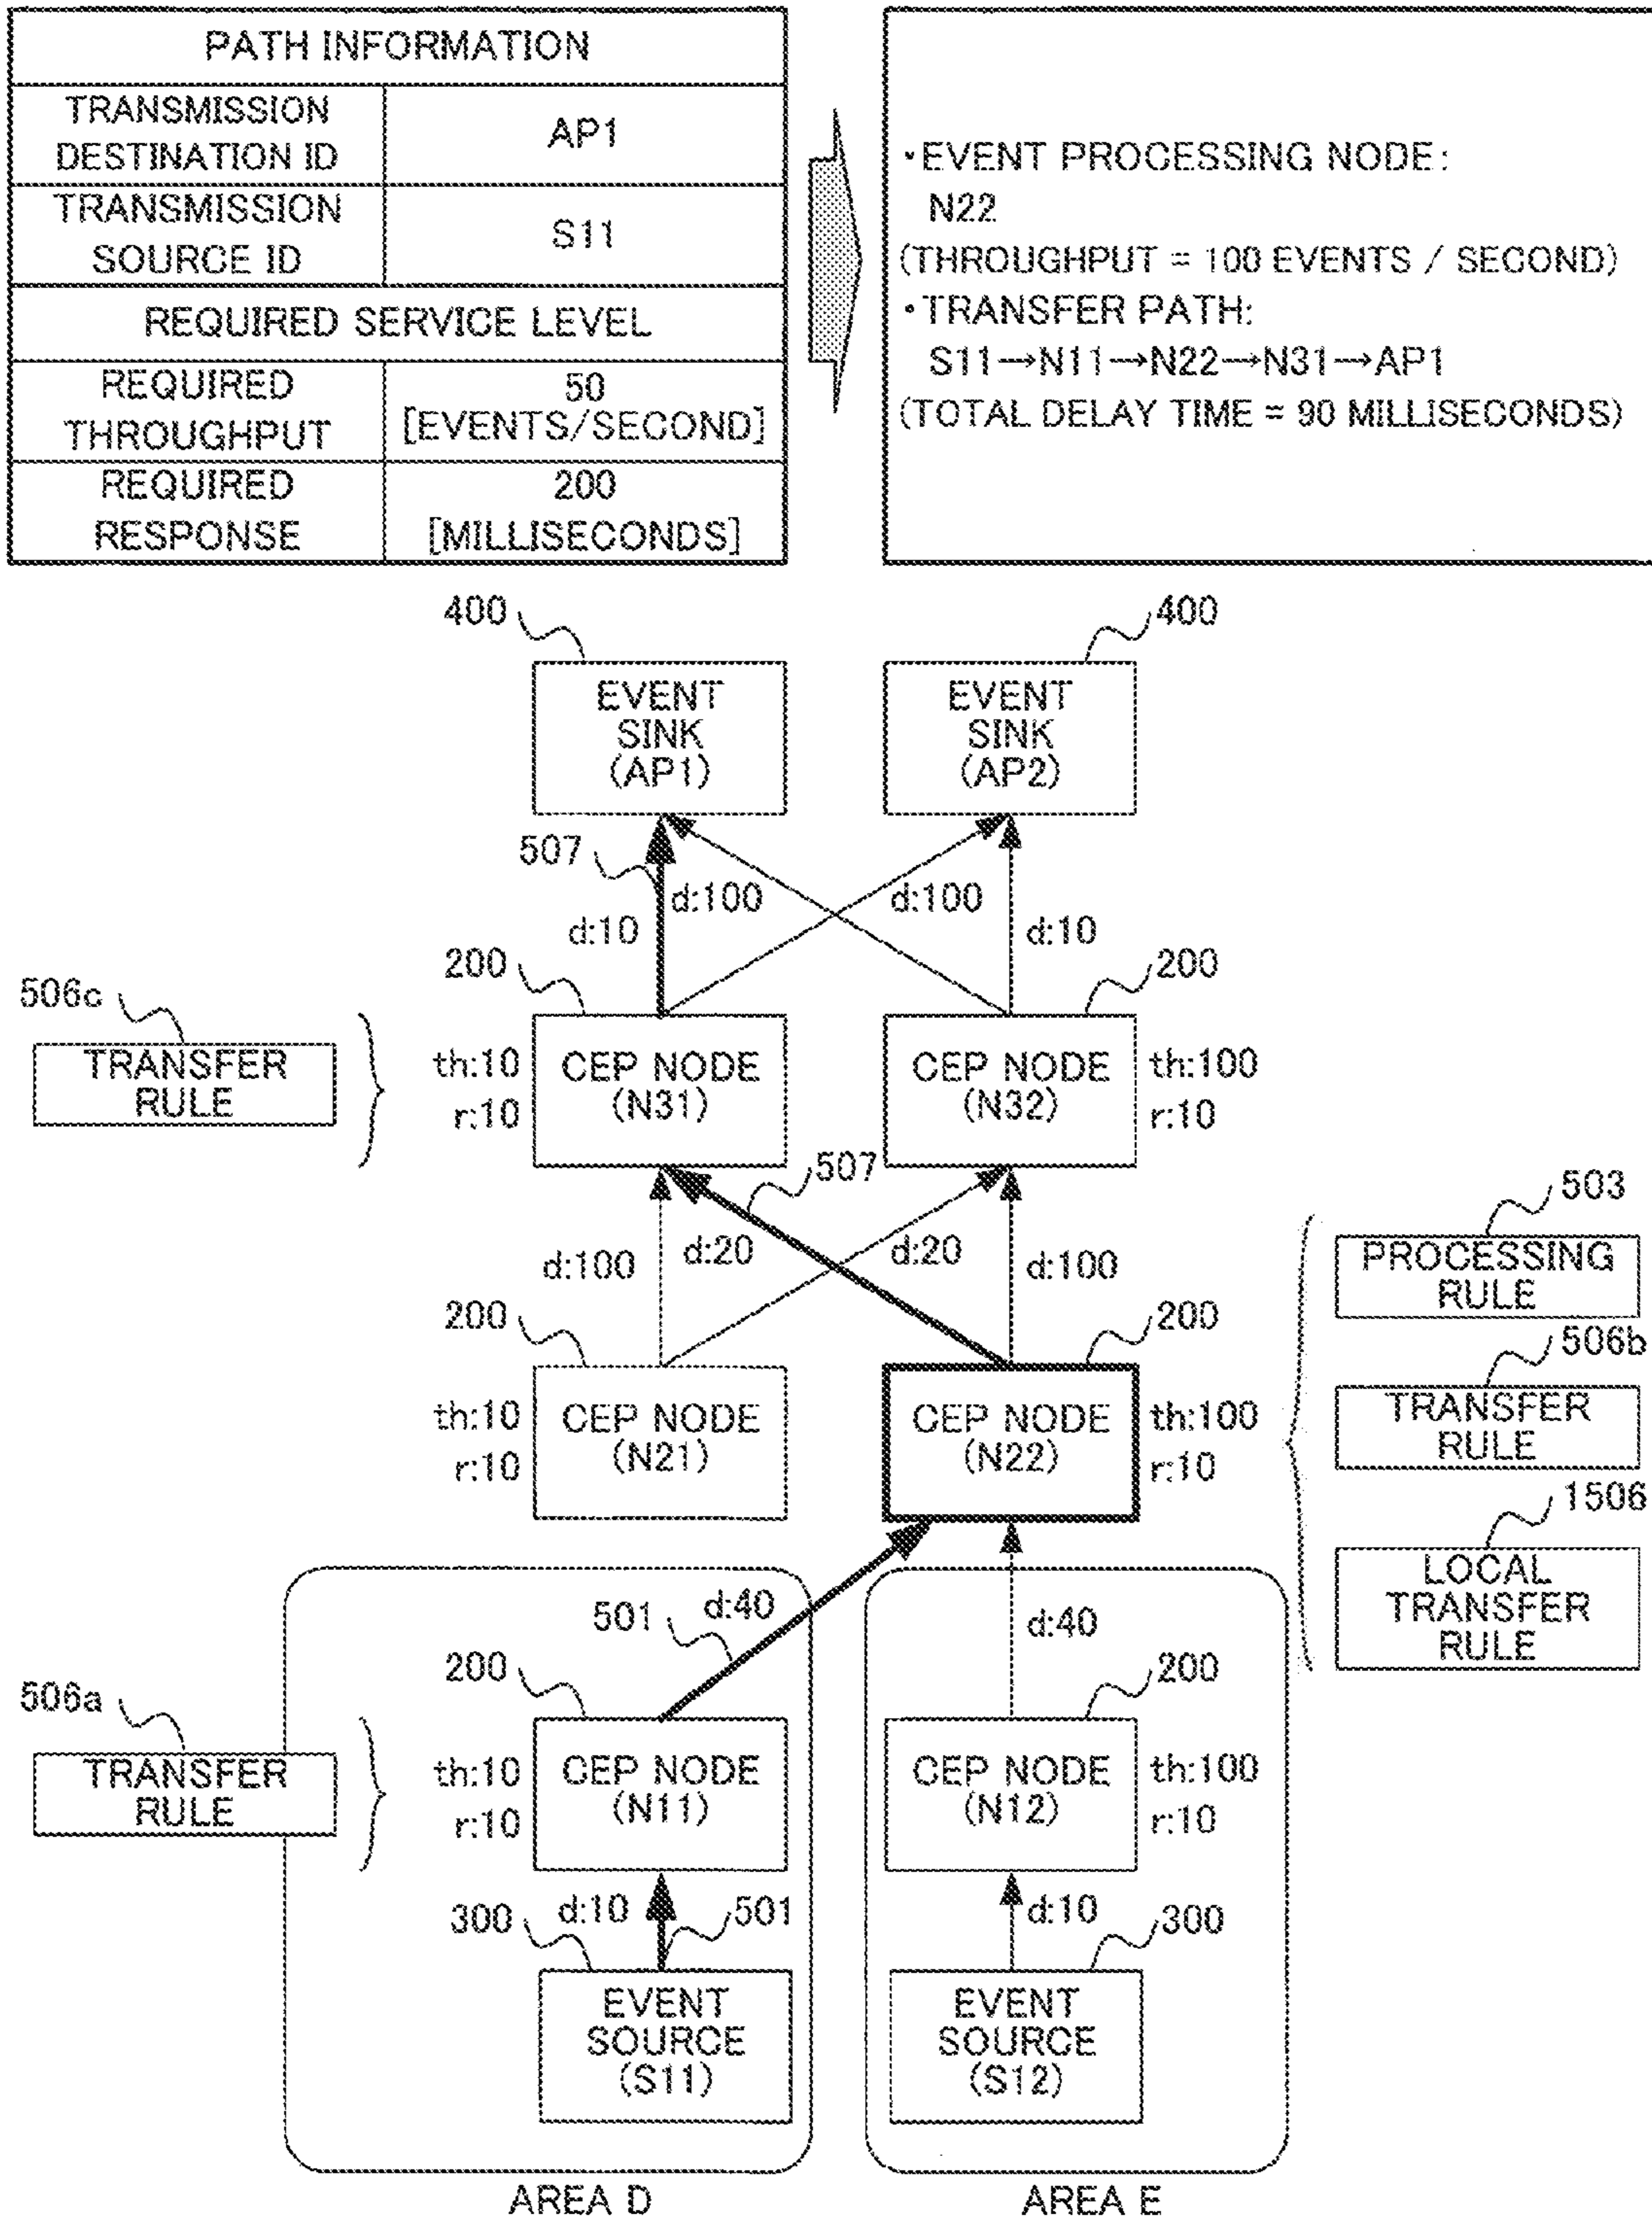 PATH INFORMATION
TRANSMISSION
DESTINATION ID
AP1
TRANSMISSION
SOURCE ID
S11
REQUIRED SERVICE LEVEL
REQUIRED
THROUGHPUT
50
[EVENTS/SECOND]
REQUIRED
RESPONSE
200
[MILLISECONDS]
・EVENT PROCESSING NODE:
N22
(THROUGHPUT = 100 EVENTS / SECOND)
・TRANSFER PATH:
S11→N11→N22→N31→AP1
(TOTAL DELAY TIME = 90 MILLISECONDS)
400
400
EVENT
SINK
(AP1)
EVENT
SINK
(AP2)
507
d:100
d:100
d:10
d:10
200
200
506c
TRANSFER
RULE
th:10
r:10
CEP NODE
(N31)
CEP NODE
(N32)
th:100
r:10
507
503
d:100
d:20
d:20
d:100
PROCESSING
RULE
200
200
506b
th:10
r:10
CEP NODE
(N21)
CEP NODE
(N22)
th:100
r:10
TRANSFER
RULE
1506
LOCAL
TRANSFER
RULE
501
d:40
d:40
200
200
506a
TRANSFER
RULE
th:10
r:10
CEP NODE
(N11)
CEP NODE
(N12)
th:100
r:10
300
d:10
501
d:10
300
EVENT
SOURCE
(S11)
EVENT
SOURCE
(S12)
AREA D
AREA E